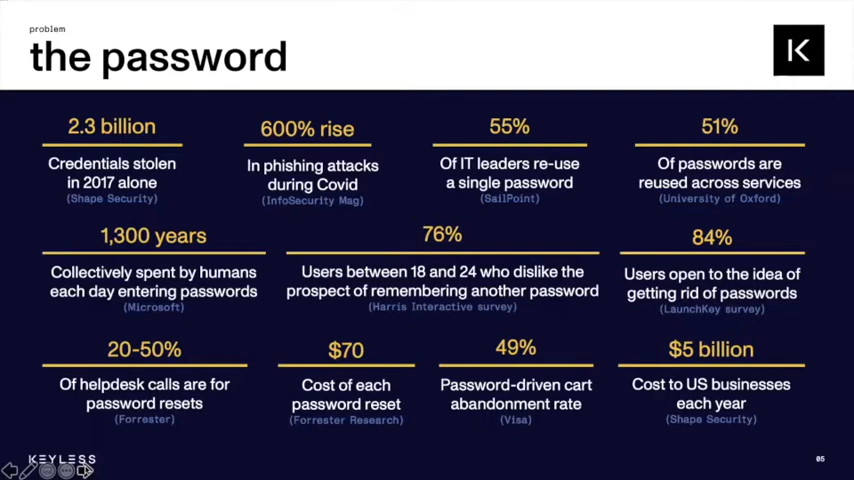 problem
the password
K
2.3 billion
Credentials stolen
in 2017 alone
(Shape Security)
600% rise
In phishing attacks
during Covid
(InfoSecurity Mag)
55%
Of IT leaders re-use
a single password
(SailPoint)
51%
Of passwords are
reused across services
(University of Oxford)
1,300 years
Collectively spent by humans
each day entering passwords
(Microsoft)
76%
Users between 18 and 24 who dislike the
prospect of remembering another password
(Harris Interactive survey)
84%
Users open to the idea of
getting rid of passwords
(LaunchKey survey)
20-50%
Of helpdesk calls are for
password resets
(Forrester)
$70
Cost of each
password reset
(Forrester Research)
49%
Password-driven cart
abandonment rate
(Visa)
$5 billion
Cost to US businesses
each year
(Shape Security)
KEYLESS
05